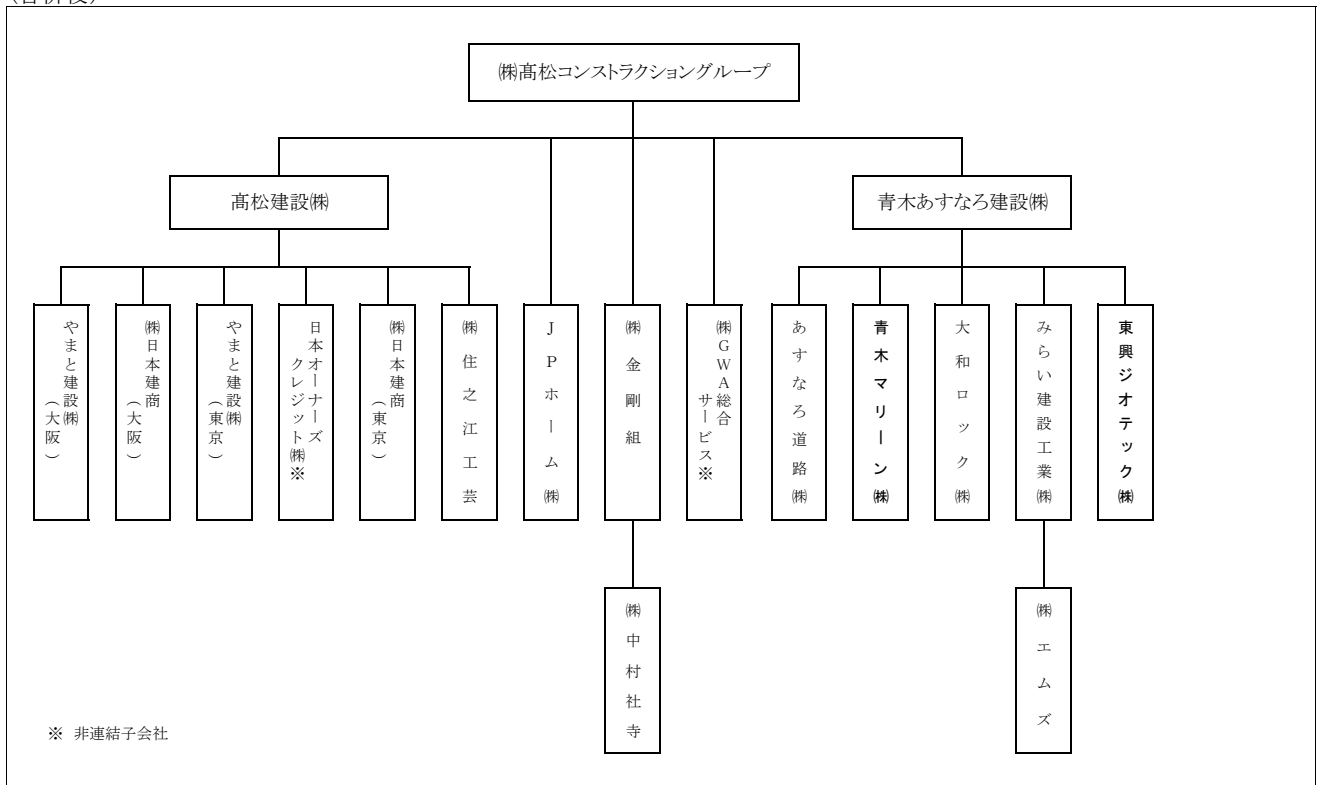 (合併後)
㈱髙松コンストラクショングループ
髙松建設㈱
青木あすなろ建設㈱
やまと建設㈱
(大阪)
㈱日本建商
(大阪)
やまと建設㈱
(東京)
日本オーナーズ
クレジット㈱※
㈱日本建商
(東京)
㈱住之江工芸
JPホーム㈱
㈱金剛組
㈱GWA総合
サービス※
あすなろ道路㈱
青木マリーン㈱
大和ロック㈱
みらい建設工業㈱
東興ジオテック㈱
㈱中村社寺
㈱エムズ
※ 非連結子会社